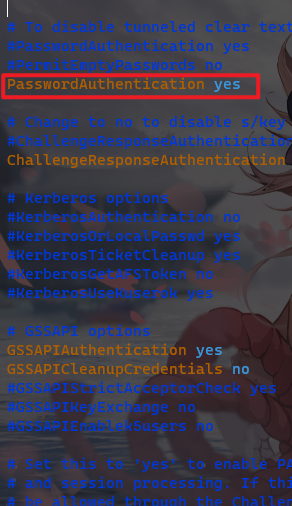 # To disable tunneled clear text
#PasswordAuthentication yes
#PermitEmptyPasswords no
PasswordAuthentication yes
# Change to no to disable s/key
#ChallengeResponseAuthentication
ChallengeResponseAuthentication
# Kerberos options
#KerberosAuthentication no
#KerberosOrLocalPasswd yes
#KerberosTicketCleanup yes
#KerberosGetAFSToken no
#KerberosUseKuserok yes
# GSSAPI options
GSSAPIAuthentication yes
GSSAPICleanupCredentials no
#GSSAPIStrictAcceptorCheck yes
#GSSAPIKeyExchange no
#GSSAPIEnablek5users no
# Set this to 'yes' to enable PA
# and session processing. If thi
# be allowed through the Challen